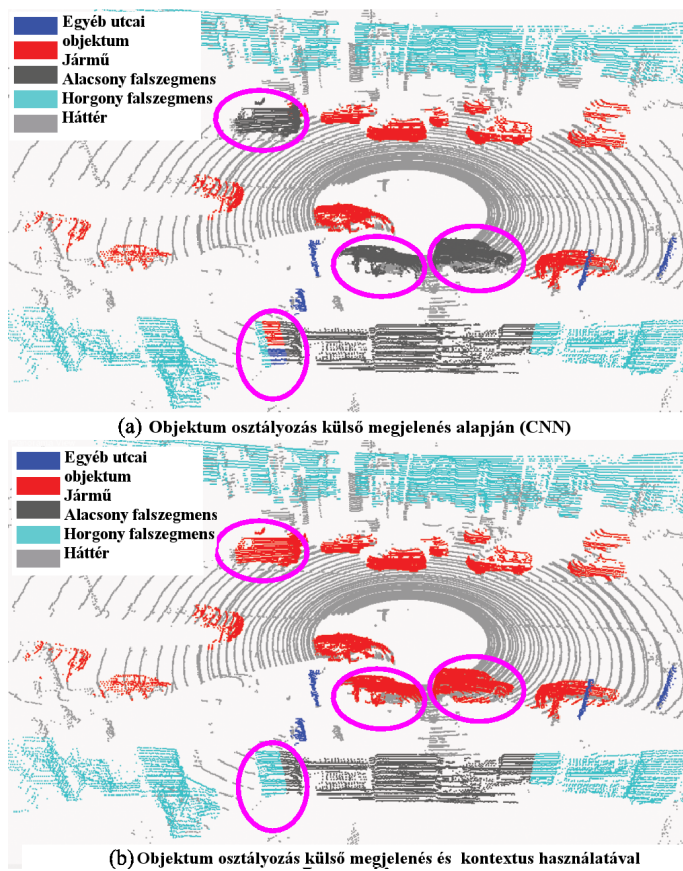 Egyéb utcai
objektum
Jármű
Alacsony falszegmens
Horgony falszegmens
Háttér
(a) Objektum osztályozás külső megjelenés alapján (CNN)
Egyéb utcai
objektum
Jármű
Alacsony falszegmens
Horgony falszegmens
Háttér
(b) Objektum osztályozás külső megjelenés és kontextus használatával